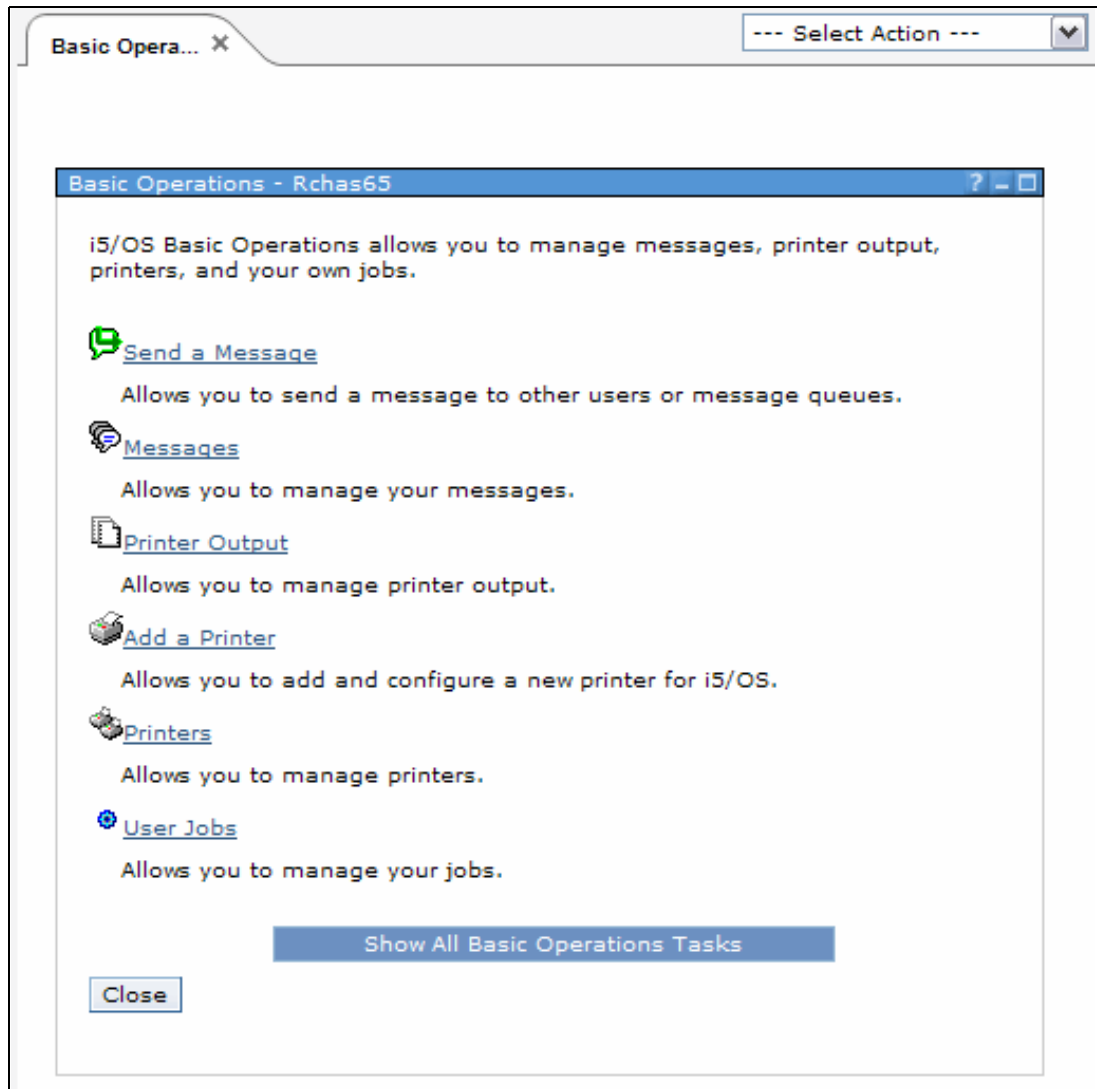 Basic Opera...
--- Select Action ---
Basic Operations - Rchas65
i5/OS Basic Operations allows you to manage messages, printer output,
printers, and your own jobs.
Send a Message
Allows you to send a message to other users or message queues.
Messages
Allows you to manage your messages.
Printer Output
Allows you to manage printer output.
Add a Printer
Allows you to add and configure a new printer for i5/OS.
Printers
Allows you to manage printers.
User Jobs
Allows you to manage your jobs.
Show All Basic Operations Tasks
Close